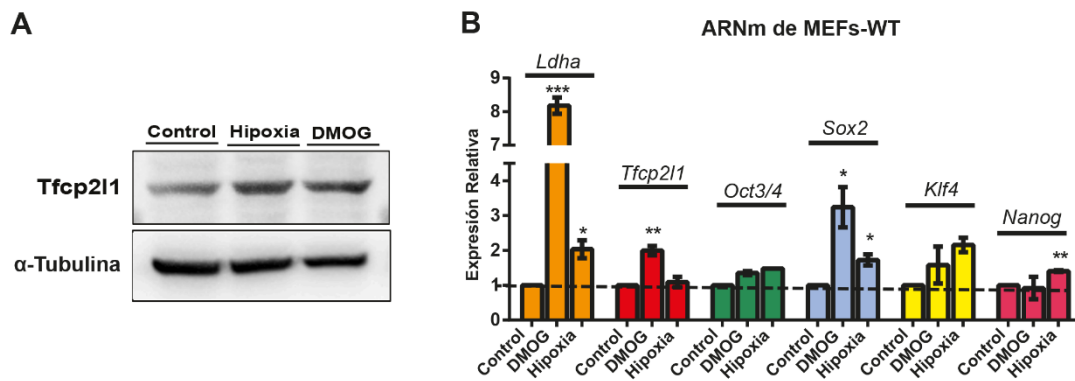 A
Control Hipoxia DMOG
Tfcp2l1
α-Tubulina
B
ARNm de MEFs-WT
Expresión Relativa
9
8
7
6
5
4
3
2
1
0
Ldha
***
*
Tfcp2l1
**
Oct3/4
Sox2
*
*
Klf4
Nanog
**
Control
DMOG
Hipoxia
Control
DMOG
Hipoxia
Control
DMOG
Hipoxia
Control
DMOG
Hipoxia
Control
DMOG
Hipoxia
Control
DMOG
Hipoxia